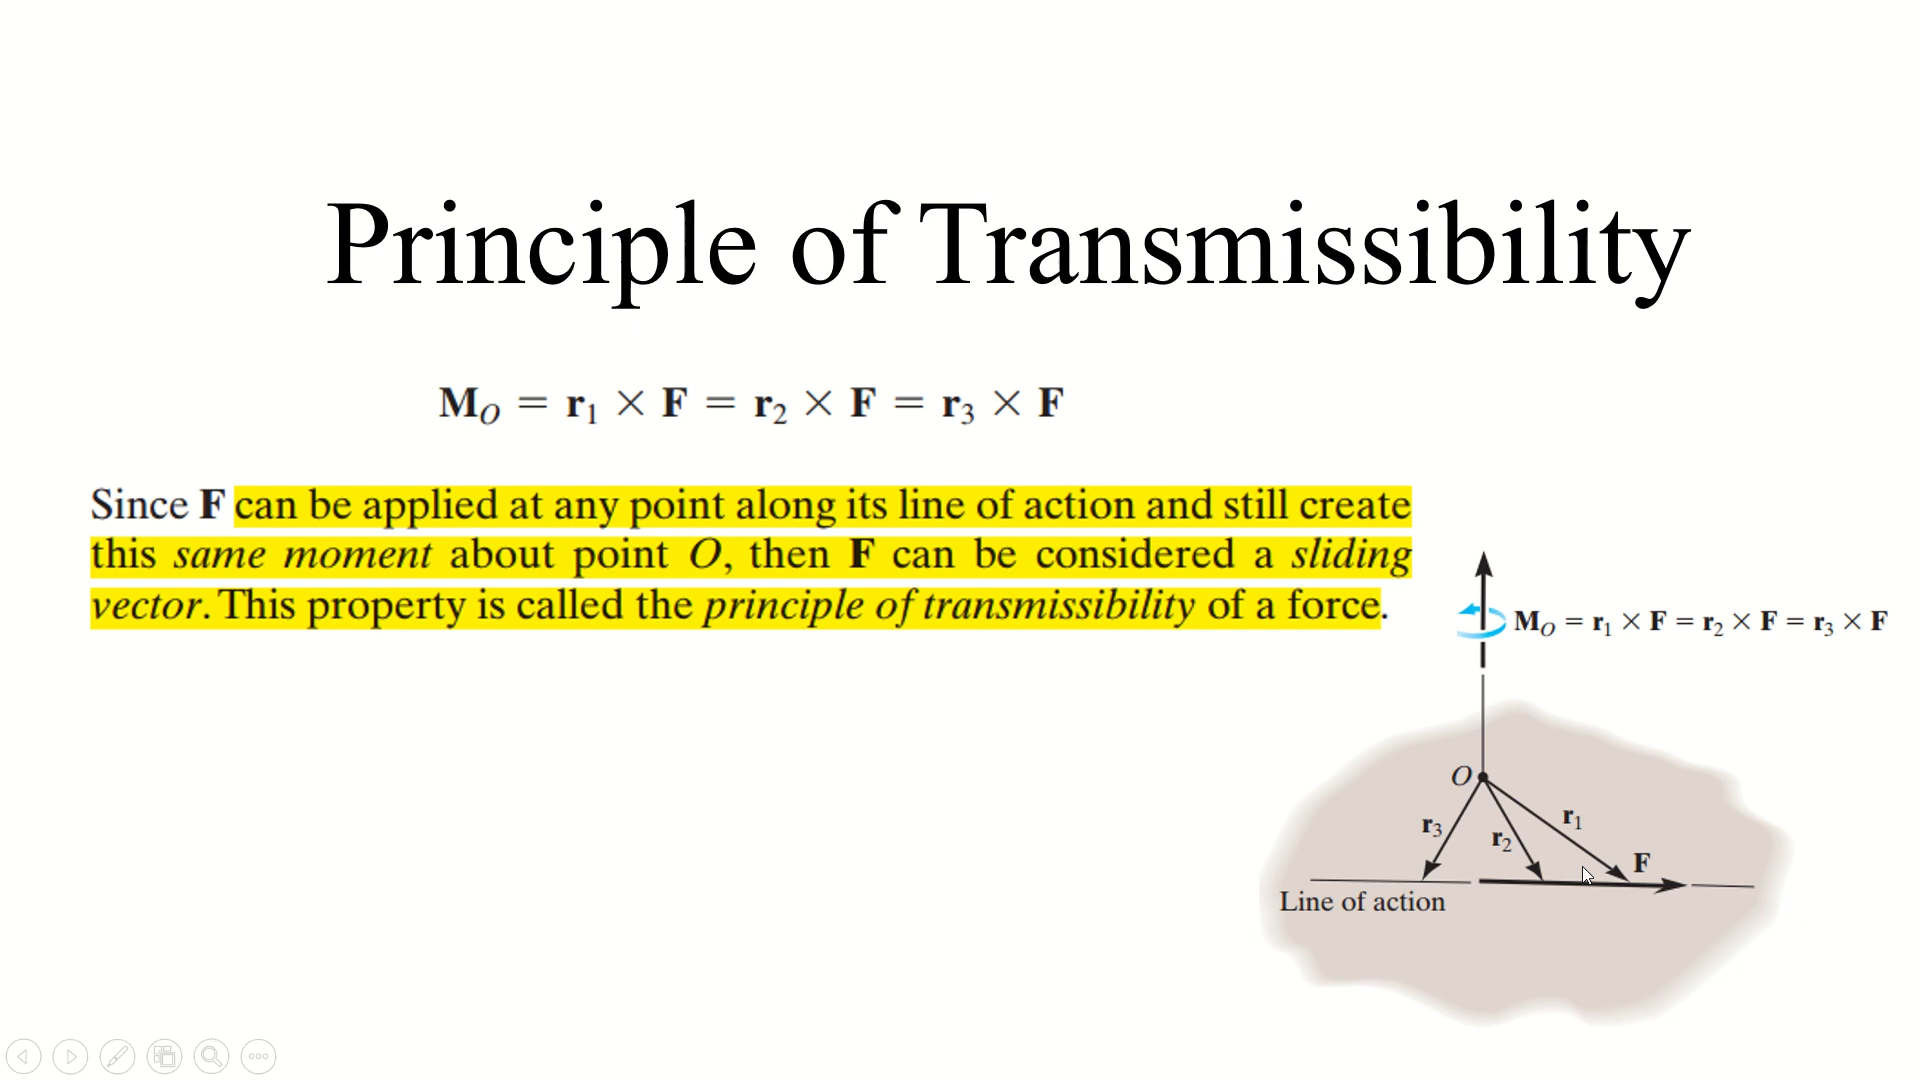 Principle of Transmissibility
M_O = r₁ × F = r₂ × F = r₃ × F
Since F can be applied at any point along its line of action and still create
this same moment about point O, then F can be considered a sliding
vector. This property is called the principle of transmissibility of a force.
M_O = r₁ × F = r₂ × F = r₃ × F
O
r₃
r₂
r₁
F
Line of action